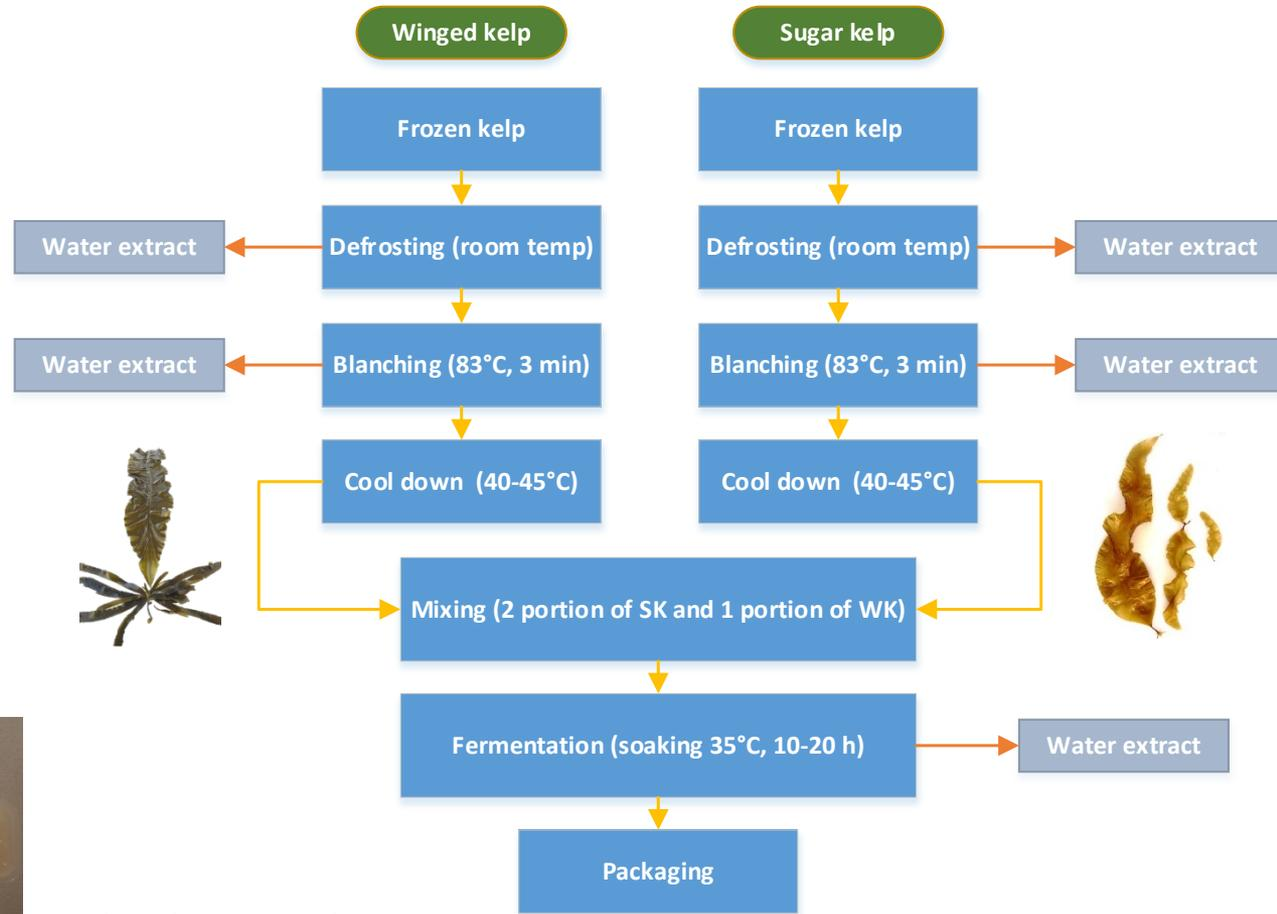 Winged kelp
Sugar kelp
Frozen kelp
Frozen kelp
Water extract
Defrosting (room temp)
Defrosting (room temp)
Water extract
Water extract
Blanching (83°C, 3 min)
Blanching (83°C, 3 min)
Water extract
Cool down (40-45°C)
Cool down (40-45°C)
Mixing (2 portion of SK and 1 portion of WK)
Fermentation (soaking 35°C, 10-20 h)
Water extract
Packaging